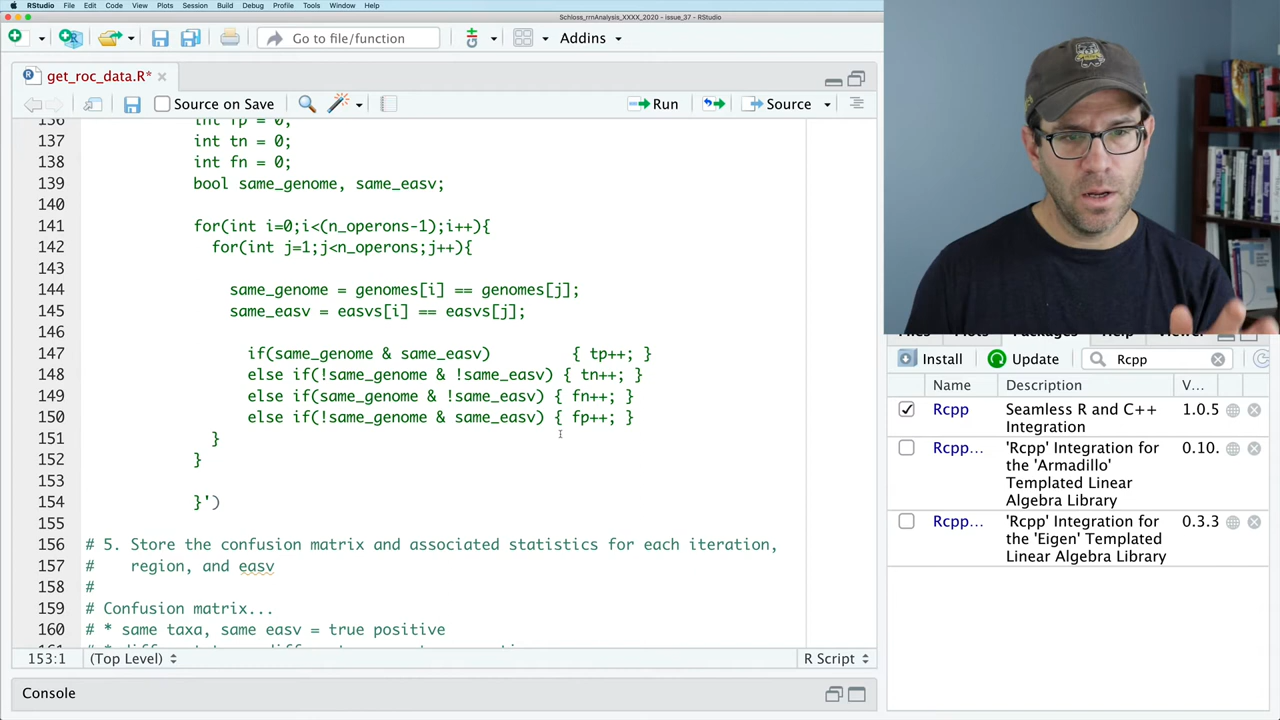 RStudio File Edit Code View Plots Session Build Debug Profile Tools Window Help
Schloss_rrnAnalysis_XXXX_2020 - issue_37 - RStudio
Go to file/function Addins
get_roc_data.R*
Source on Save Run Source
136 int fp = 0;
137 int tn = 0;
138 int fn = 0;
139 bool same_genome, same_easv;
140
141 for(int i=0;i<(n_operons-1);i++){
142 for(int j=1;j<n_operons;j++){
143
144 same_genome = genomes[i] == genomes[j];
145 same_easv = easvs[i] == easvs[j];
146
147 if(same_genome & same_easv) { tp++; }
148 else if(!same_genome & !same_easv) { tn++; }
149 else if(same_genome & !same_easv) { fn++; }
150 else if(!same_genome & same_easv) { fp++; }
151 }
152 }
153
154 }')
155
156 # 5. Store the confusion matrix and associated statistics for each iteration,
157 # region, and easv
158 #
159 # Confusion matrix...
160 # * same taxa, same easv = true positive
153:1 (Top Level) R Script
Console
Packages Help
Install Update Rcpp
Name Description V...
Rcpp Seamless R and C++ Integration 1.0.5
Rcpp... 'Rcpp' Integration for the 'Armadillo' Templated Linear Algebra Library 0.10.
Rcpp... 'Rcpp' Integration for the 'Eigen' Templated Linear Algebra Library 0.3.3